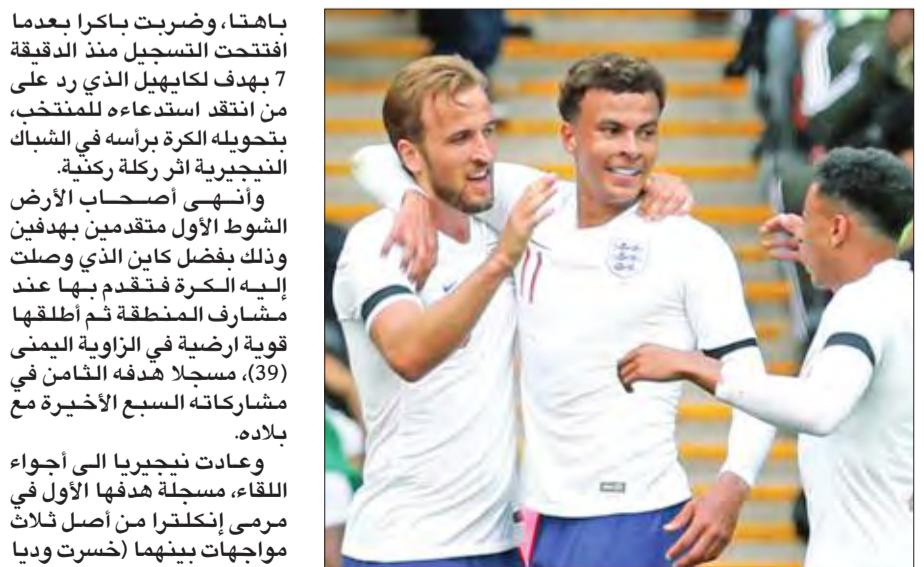 باهتا، وضربت باكرا بعدما
افتتحت التسجيل منذ الدقيقة
7 بهدف لكايهيل الذي رد على
من انتقد استدعاءه للمنتخب،
بتحويله الكرة برأسه في الشباك
النيجيرية اثر ركلة ركنية.
وأنهى أصحاب الأرض
الشوط الأول متقدمين بهدفين
وذلك بفضل كاين الذي وصلت
إليه الكرة فتقدم بها عند
مشارف المنطقة ثم أطلقها
قوية ارضية في الزاوية اليمنى
(39)، مسجلا هدفه الثامن في
مشاركاته السبع الأخيرة مع
بلاده.
وعادت نيجيريا الى أجواء
اللقاء، مسجلة هدفها الأول في
مرمى إنكلترا من أصل ثلاث
مواجهات بينهما (خسرت وديا
11